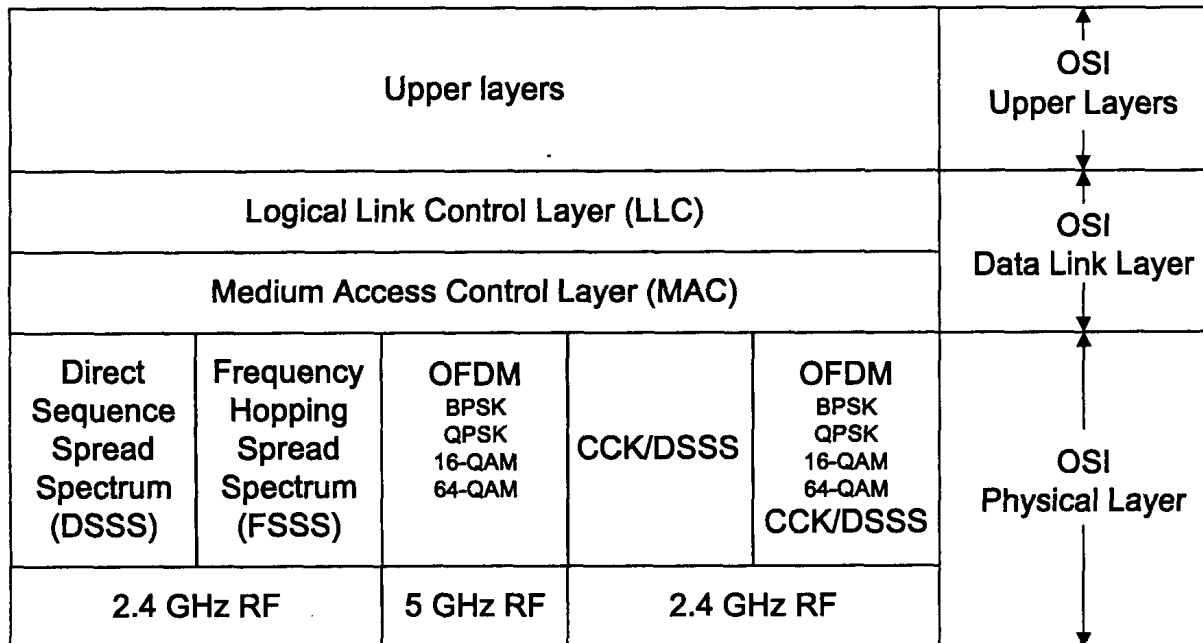 Upper layers
OSI
Upper Layers
Logical Link Control Layer (LLC)
Medium Access Control Layer (MAC)
OSI
Data Link Layer
Direct
Sequence
Spread
Spectrum
(DSSS)
Frequency
Hopping
Spread
Spectrum
(FSSS)
OFDM
BPSK
QPSK
16-QAM
64-QAM
CCK/DSSS
OFDM
BPSK
QPSK
16-QAM
64-QAM
CCK/DSSS
OSI
Physical Layer
2.4 GHz RF
5 GHz RF
2.4 GHz RF